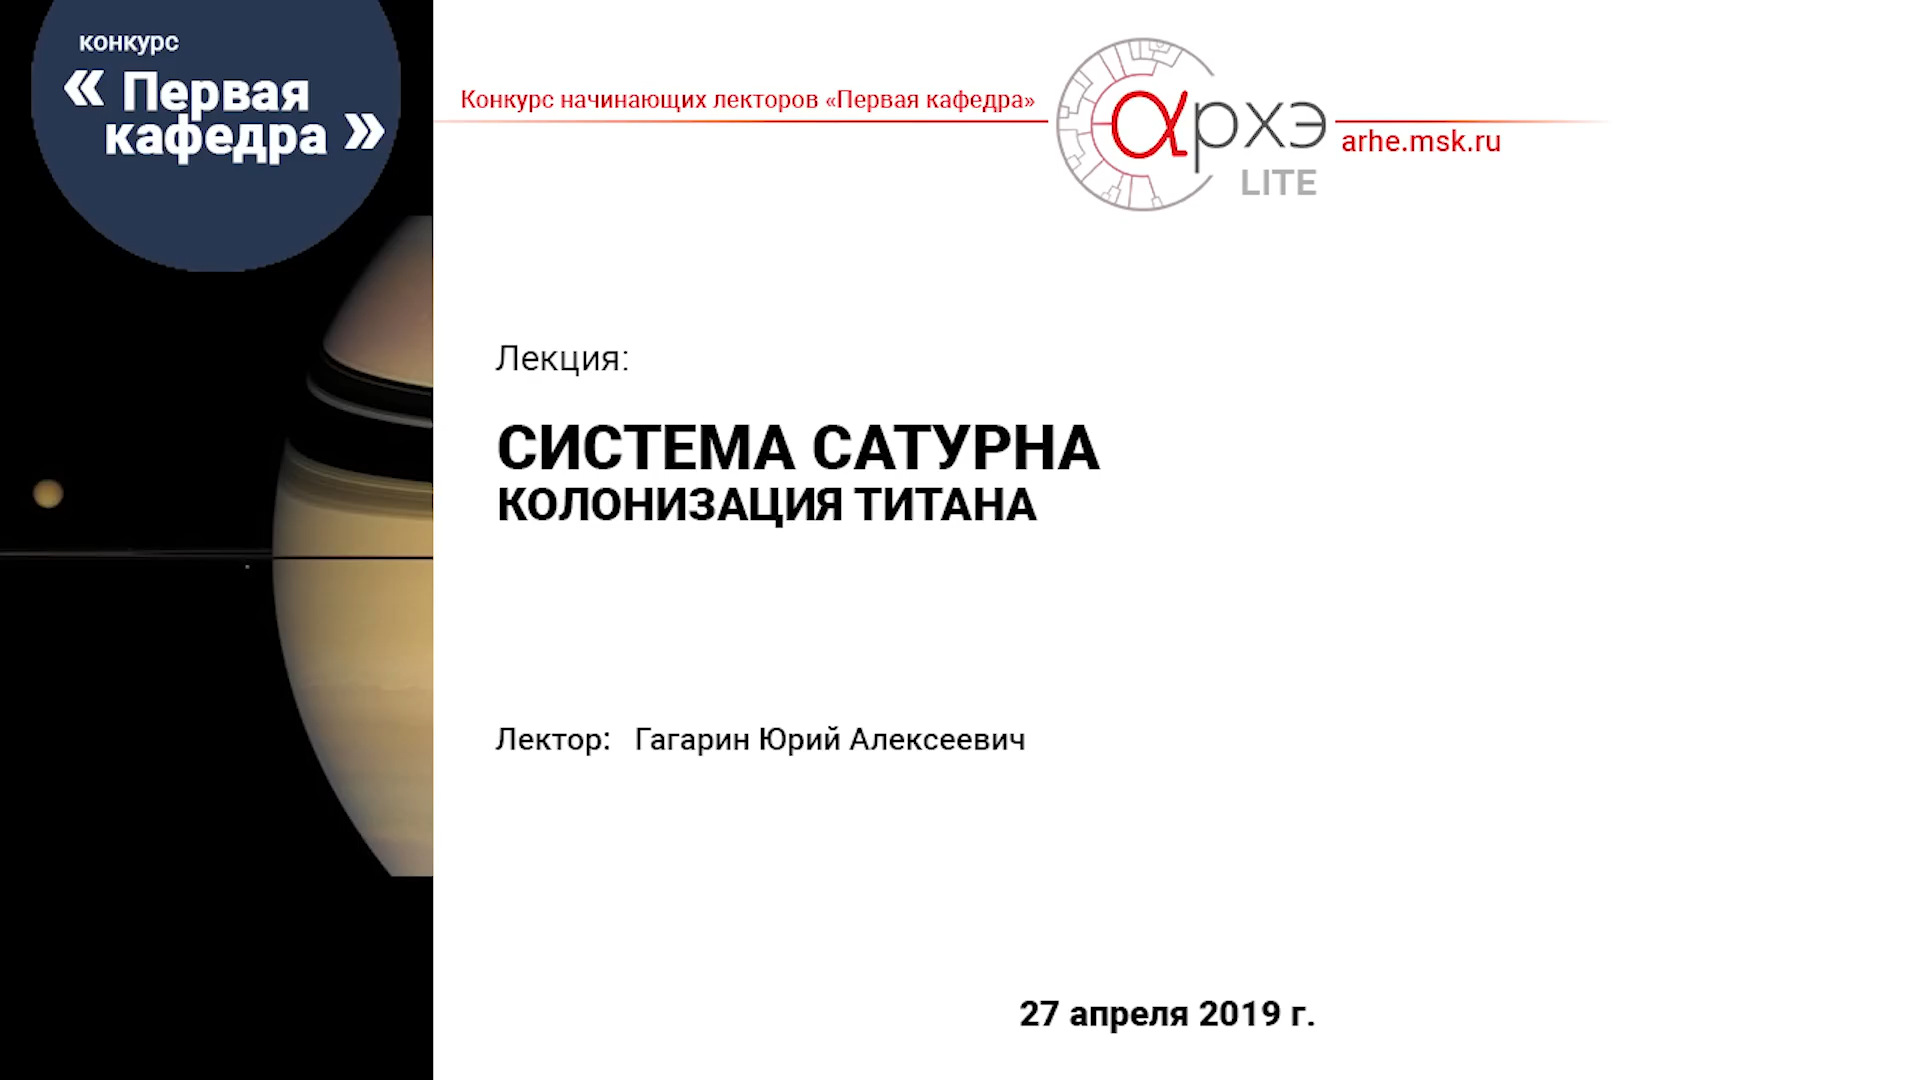 конкурс
« Первая
кафедра »
Конкурс начинающих лекторов «Первая кафедра»
αрхэ
LITE
arhe.msk.ru
Лекция:
СИСТЕМА САТУРНА
КОЛОНИЗАЦИЯ ТИТАНА
Лектор: Гагарин Юрий Алексеевич
27 апреля 2019 г.